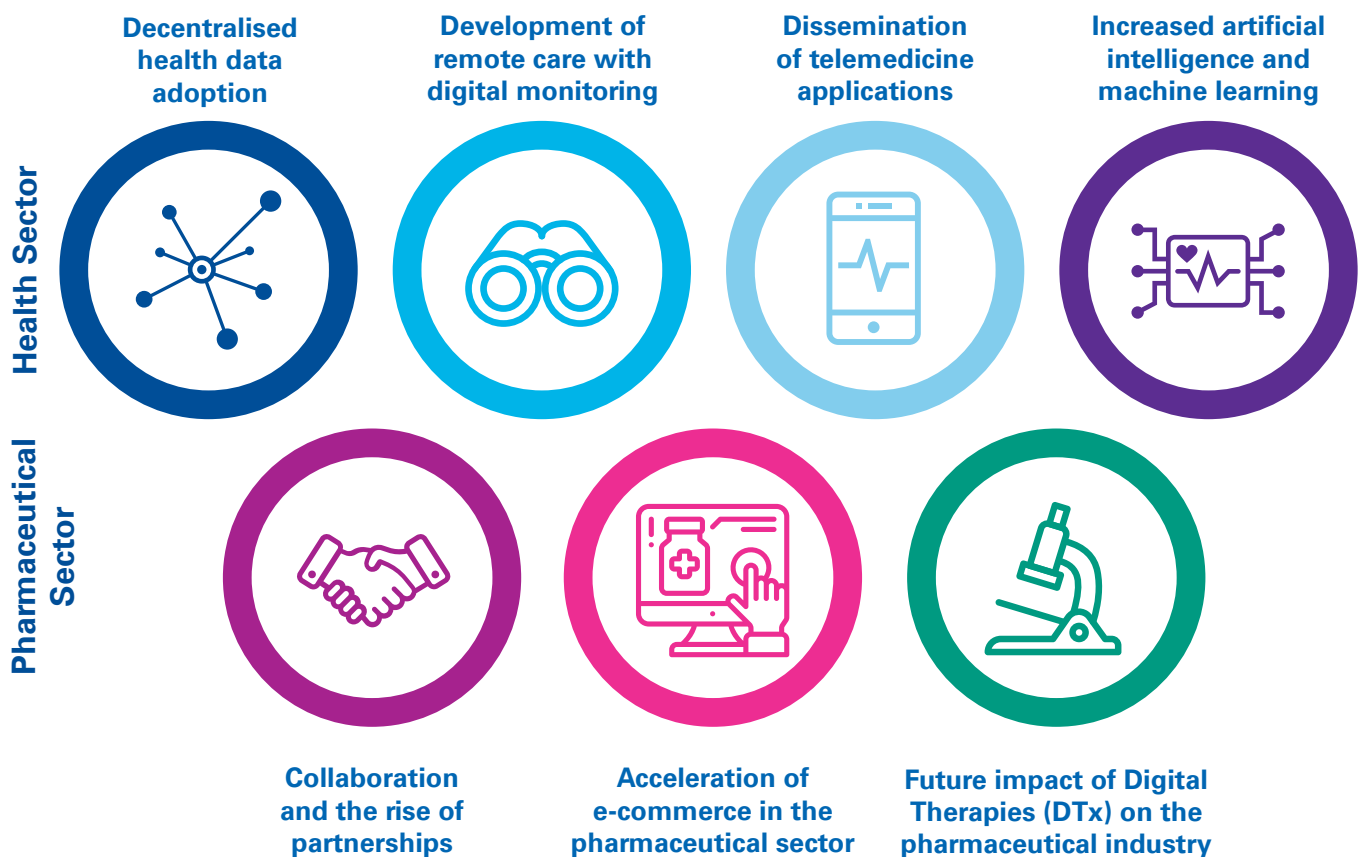 Decentralised
health data
adoption
Development of
remote care with
digital monitoring
Dissemination
of telemedicine
applications
Increased artificial
intelligence and
machine learning
Health Sector
Pharmaceutical
Sector
Collaboration
and the rise of
partnerships
Acceleration of
e-commerce in the
pharmaceutical sector
Future impact of Digital
Therapies (DTx) on the
pharmaceutical industry